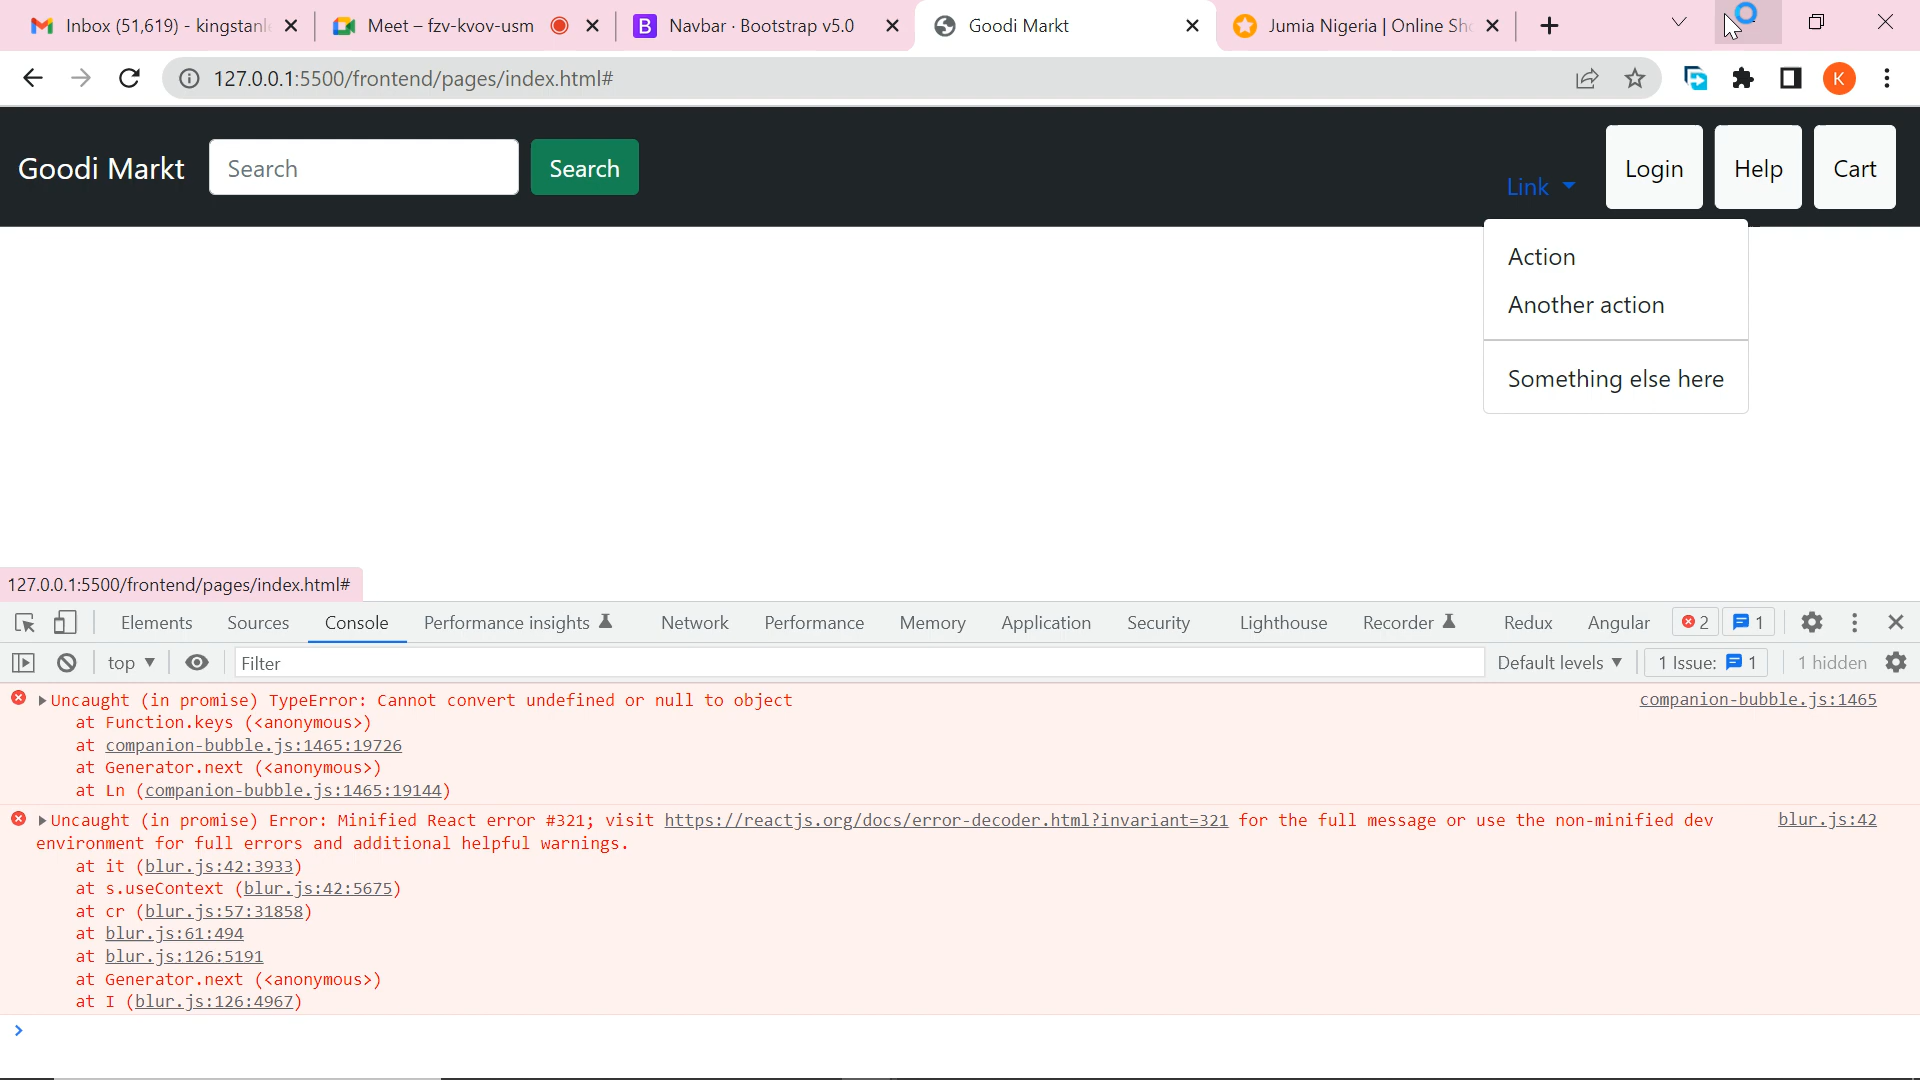 Inbox (51,619) - kingstanl
Meet – fzv-kvov-usm
Navbar · Bootstrap v5.0
Goodi Markt
Jumia Nigeria | Online Sho
127.0.0.1:5500/frontend/pages/index.html#
K
Goodi Markt
Search
Search
Link
Login
Help
Cart
Action
Another action
Something else here
127.0.0.1:5500/frontend/pages/index.html#
Elements
Sources
Console
Performance insights
Network
Performance
Memory
Application
Security
Lighthouse
Recorder
Redux
Angular
2
1
top ▼
Filter
Default levels ▼
1 Issue: 1
1 hidden
Uncaught (in promise) TypeError: Cannot convert undefined or null to object companion-bubble.js:1465
at Function.keys (<anonymous>)
at companion-bubble.js:1465:19726
at Generator.next (<anonymous>)
at Ln (companion-bubble.js:1465:19144)
Uncaught (in promise) Error: Minified React error #321; visit https://reactjs.org/docs/error-decoder.html?invariant=321 for the full message or use the non-minified dev blur.js:42
environment for full errors and additional helpful warnings.
at it (blur.js:42:3933)
at s.useContext (blur.js:42:5675)
at cr (blur.js:57:31858)
at blur.js:61:494
at blur.js:126:5191
at Generator.next (<anonymous>)
at I (blur.js:126:4967)